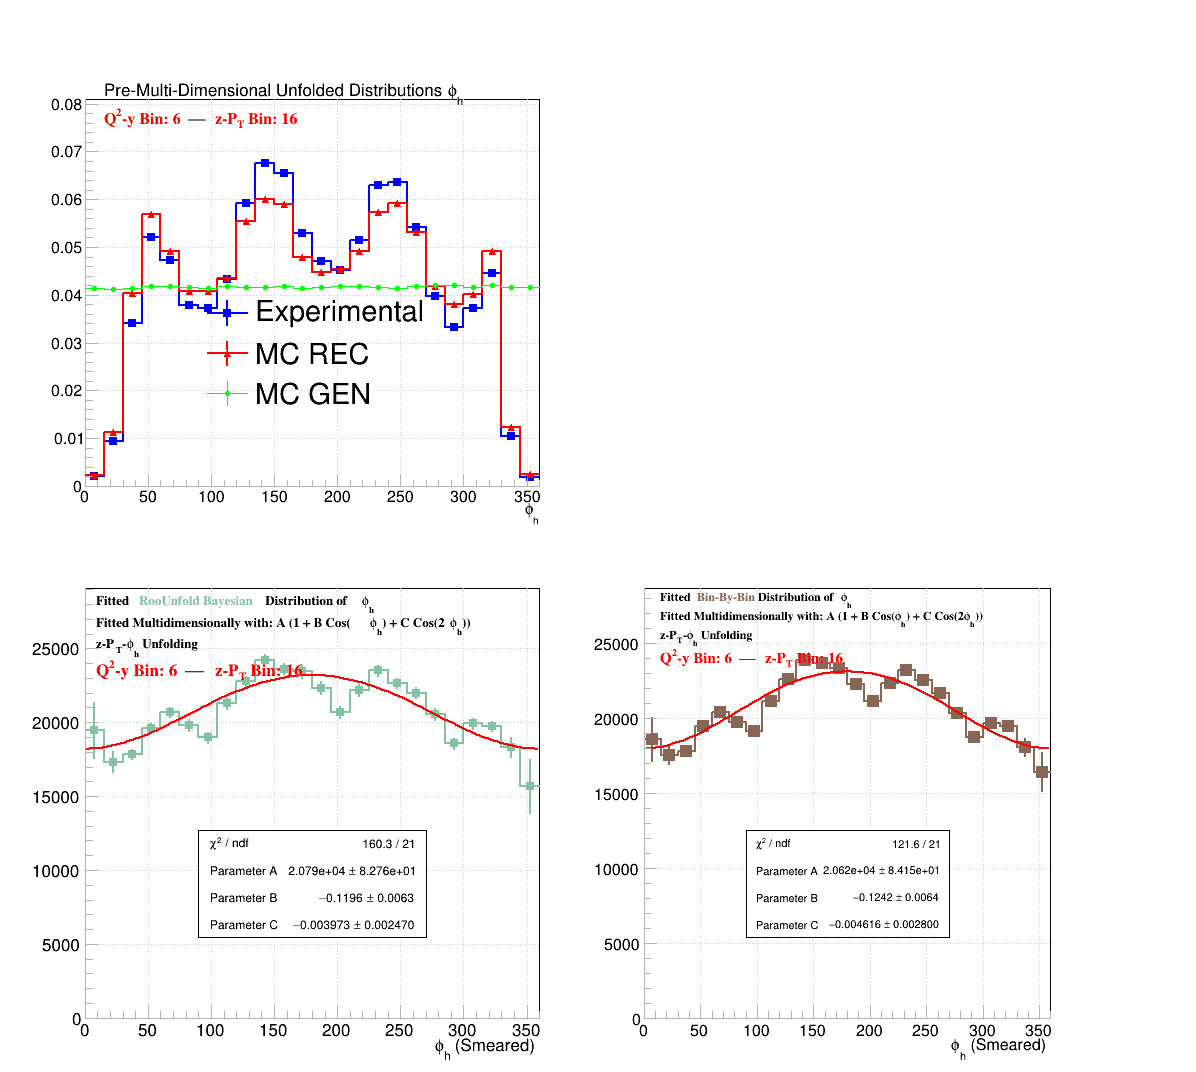 Pre-Multi-Dimensional Unfolded Distributions ϕh
Q2-y Bin: 6 — z-PT Bin: 16
0.08
0.07
0.06
0.05
0.04
0.03
0.02
0.01
0
Experimental
MC REC
MC GEN
0 50 100 150 200 250 300 350
ϕh
Fitted RooUnfold Bayesian Distribution of ϕh
Fitted Multidimensionally with: A (1 + B Cos(ϕh) + C Cos(2 ϕh))
z-PT-ϕh Unfolding
Q2-y Bin: 6 — z-PT Bin: 16
25000
20000
15000
10000
5000
0
χ2 / ndf 160.3 / 21
Parameter A 2.079e+04 ± 8.276e+01
Parameter B −0.1196 ± 0.0063
Parameter C −0.003973 ± 0.002470
0 50 100 150 200 250 300 350
ϕh (Smeared)
Fitted Bin-By-Bin Distribution of ϕh
Fitted Multidimensionally with: A (1 + B Cos(ϕh) + C Cos(2ϕh))
z-PT-ϕh Unfolding
Q2-y Bin: 6 — z-PT Bin: 16
25000
20000
15000
10000
5000
0
χ2 / ndf 121.6 / 21
Parameter A 2.062e+04 ± 8.415e+01
Parameter B −0.1242 ± 0.0064
Parameter C −0.004616 ± 0.002800
0 50 100 150 200 250 300 350
ϕh (Smeared)